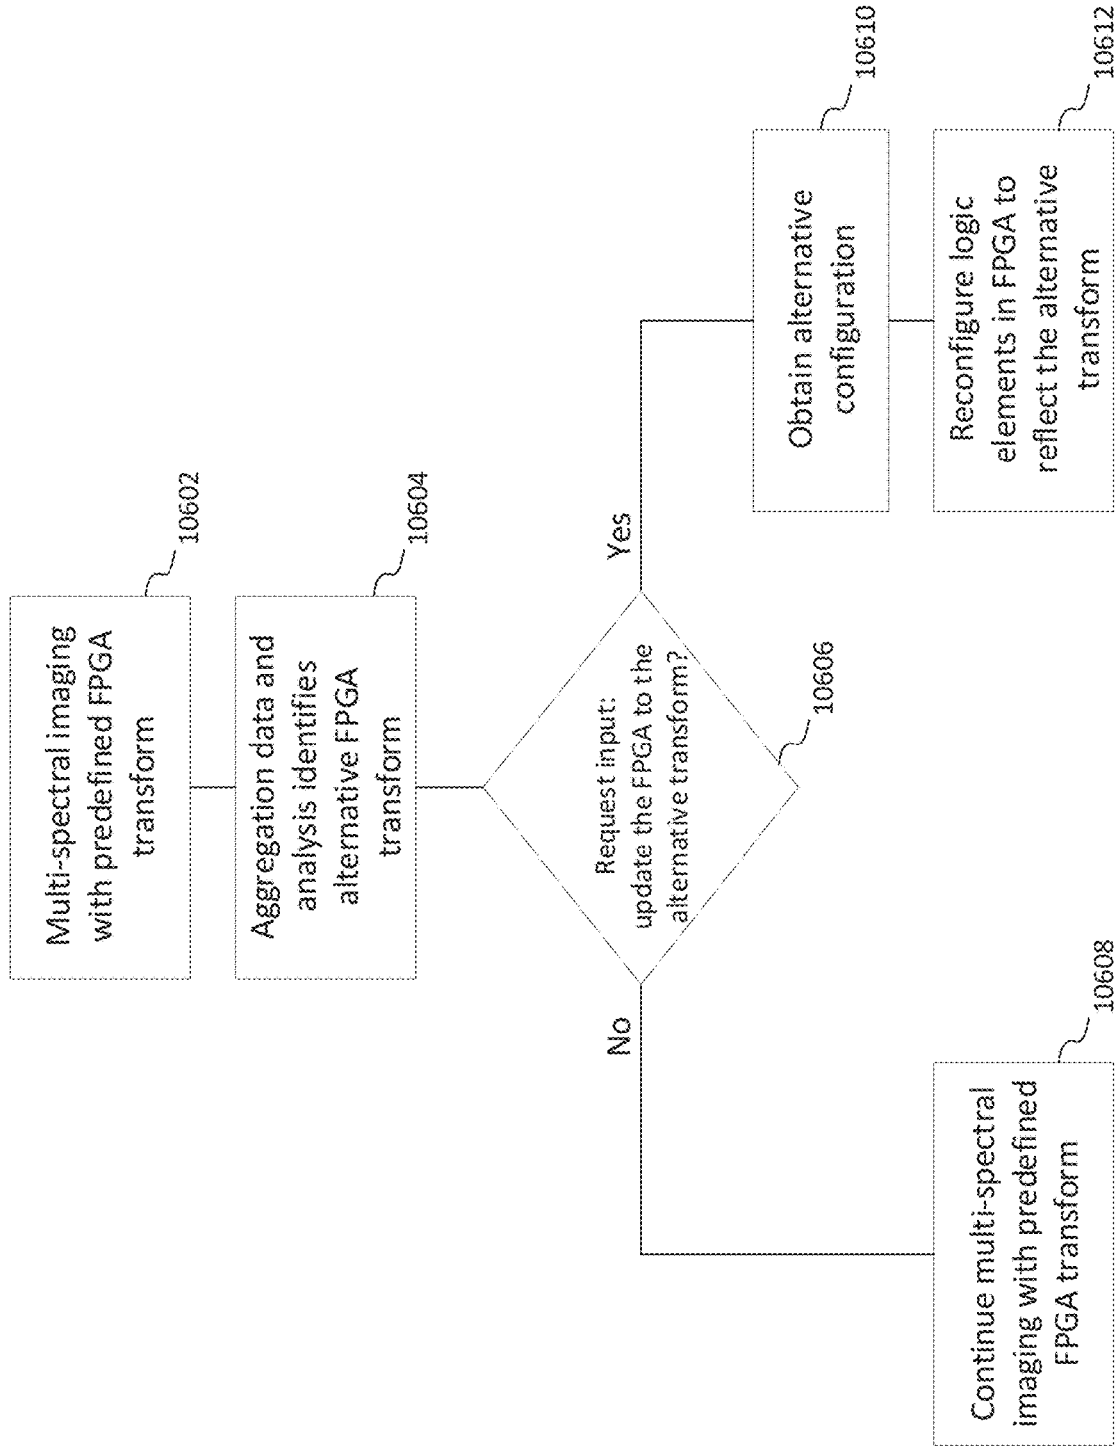 Multi-spectral imaging
with predefined FPGA
transform
10602
Aggregation data and
analysis identifies
alternative FPGA
transform
10604
Request input:
update the FPGA to the
alternative transform?
10606
No
Yes
Continue multi-spectral
imaging with predefined
FPGA transform
10608
Obtain alternative
configuration
10610
Reconfigure logic
elements in FPGA to
reflect the alternative
transform
10612